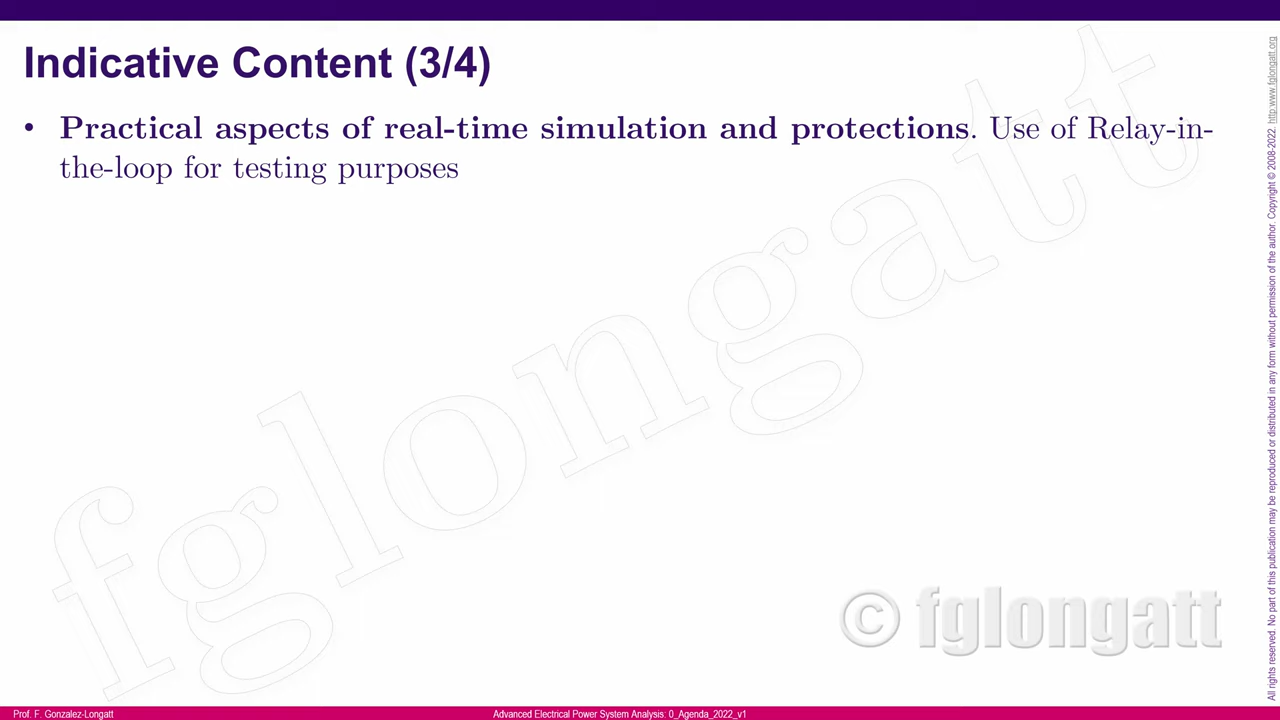 Indicative Content (3/4)
• Practical aspects of real-time simulation and protections. Use of Relay-in-
the-loop for testing purposes
fglongatt
© fglongatt
All rights reserved. No part of this publication may be reproduced or distributed in any form without permission of the author. Copyright © 2008-2022. http:www.fglongatt.org
Prof. F. Gonzalez-Longatt
Advanced Electrical Power System Analysis: 0_Agenda_2022_v1